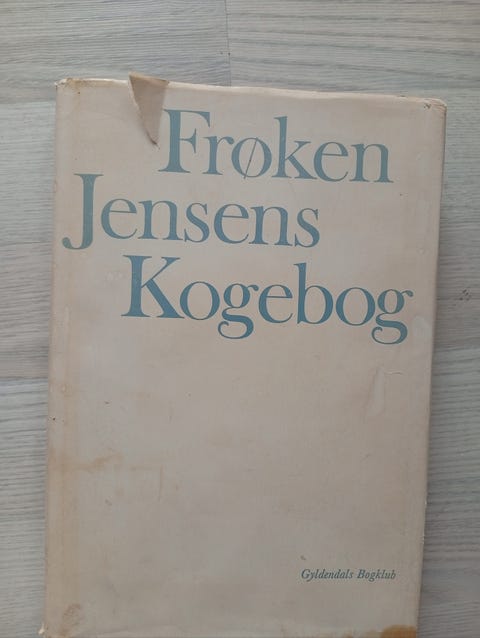 Frøken
Jensens
Kogebog
Gyldendals Bogklub